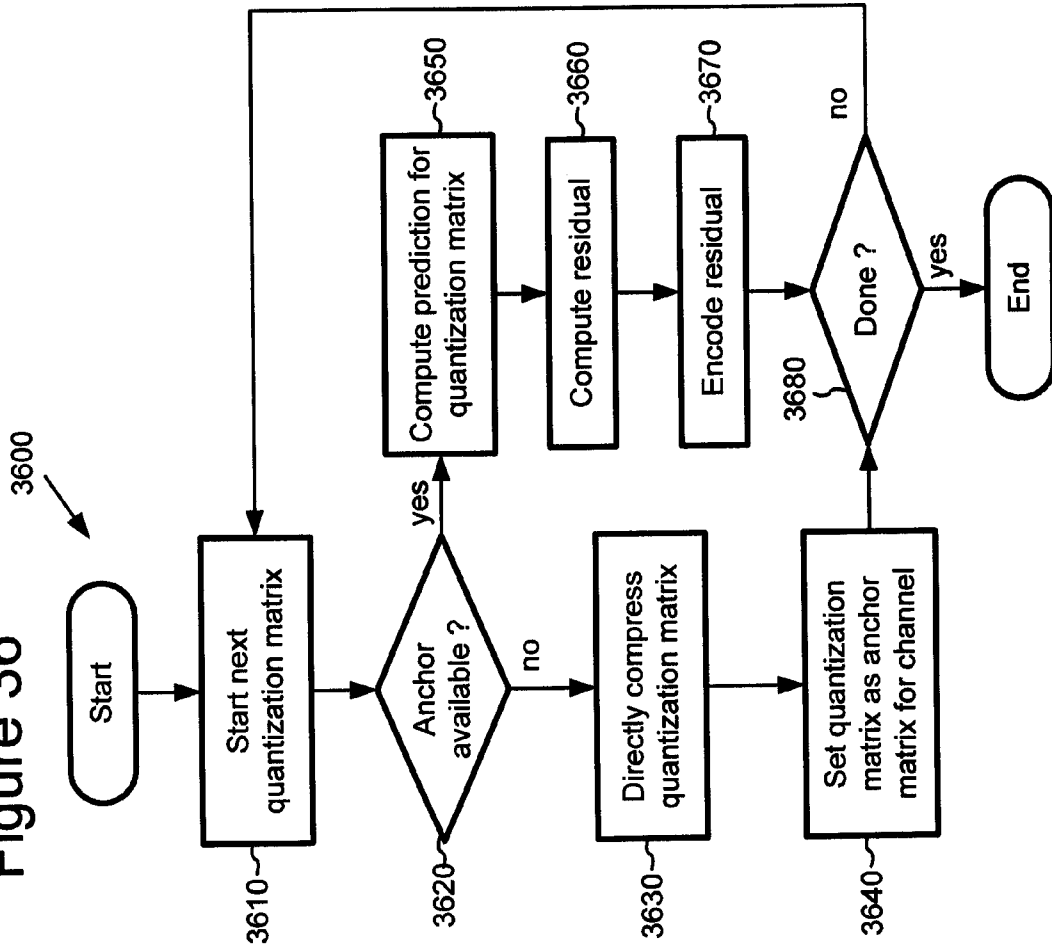 Figure 36
3600
Start
3610
Start next
quantization matrix
3620
Anchor
available ?
yes
no
3650
Compute prediction for
quantization matrix
3660
Compute residual
3670
Encode residual
3630
Directly compress
quantization matrix
3640
Set quantization
matrix as anchor
matrix for channel
3680
Done ?
no
yes
End